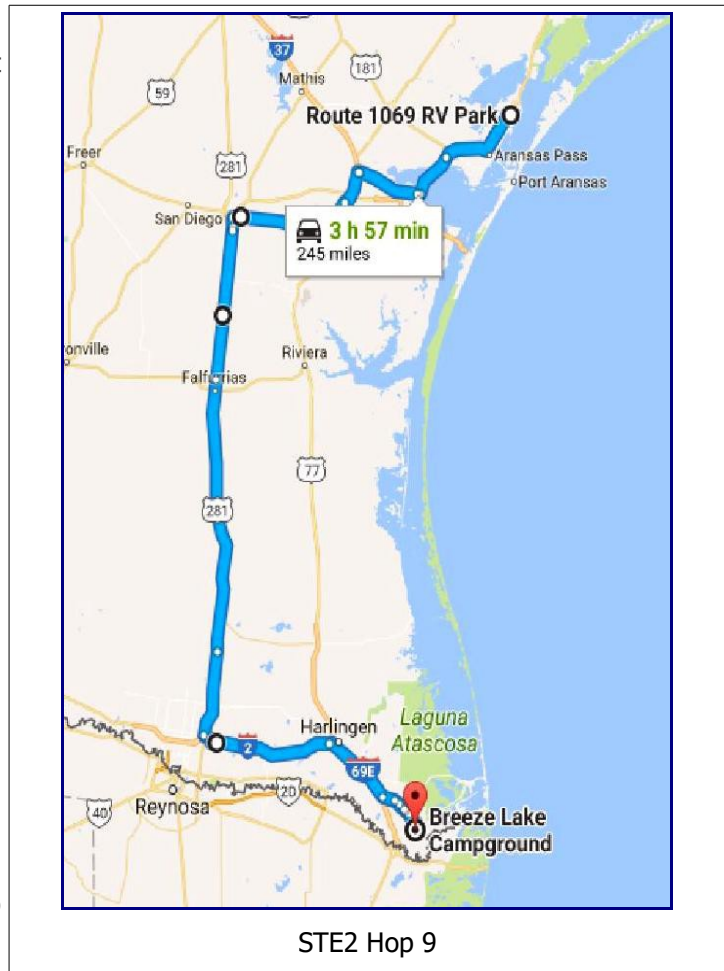 37
Mathis
181
59
Route 1069 RV Park
Freer
281
Aransas Pass
Port Aransas
San Diego
3 h 57 min
245 miles
onville
Riviera
Falfurrias
77
281
Laguna
Atascosa
Harlingen
2
69E
20
Reynosa
40
Breeze Lake
Campground
STE2 Hop 9